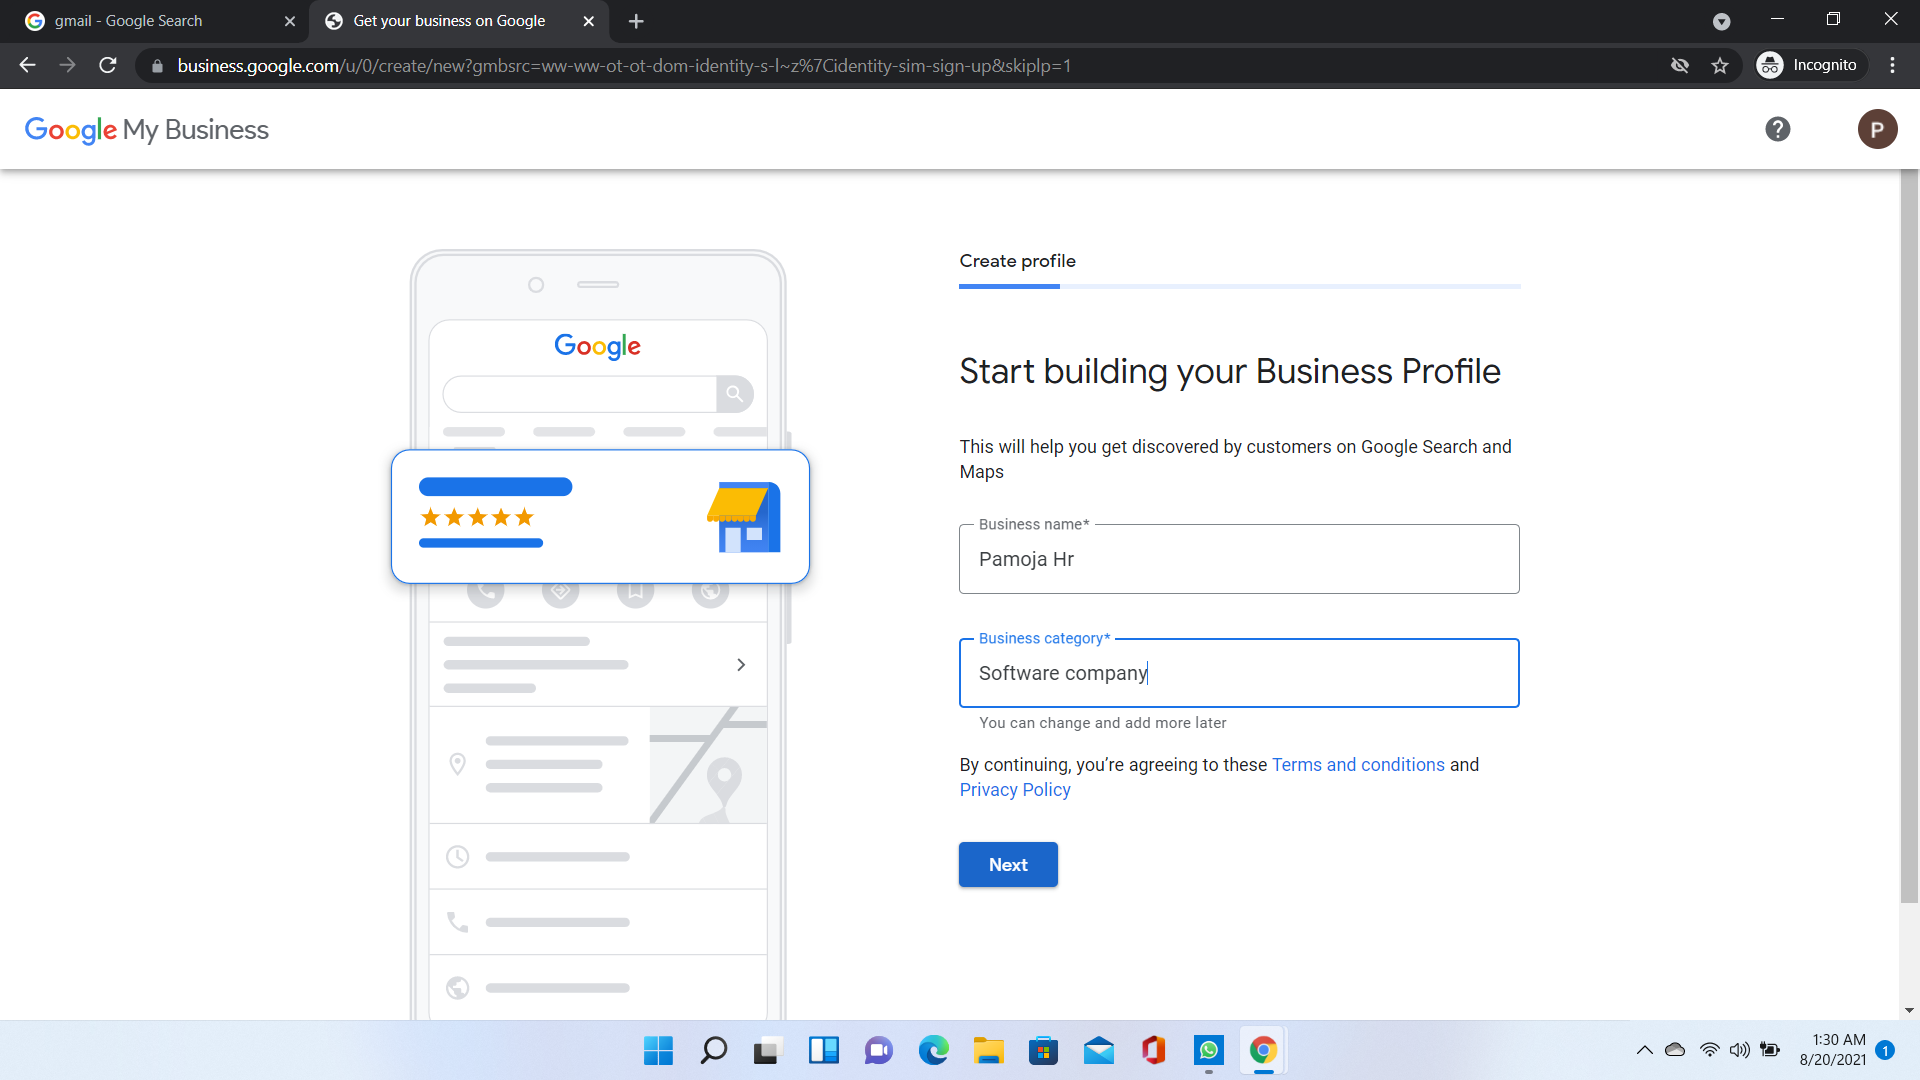 gmail - Google Search
Get your business on Google
business.google.com/u/0/create/new?gmbsrc=ww-ww-ot-ot-dom-identity-s-l~z%7Cidentity-sim-sign-up&skiplp=1
Incognito
Google My Business
P
Google
Create profile
Start building your Business Profile
This will help you get discovered by customers on Google Search and
Maps
Business name*
Pamoja Hr
Business category*
Software company
You can change and add more later
By continuing, you’re agreeing to these Terms and conditions and
Privacy Policy
Next
1:30 AM
8/20/2021
1